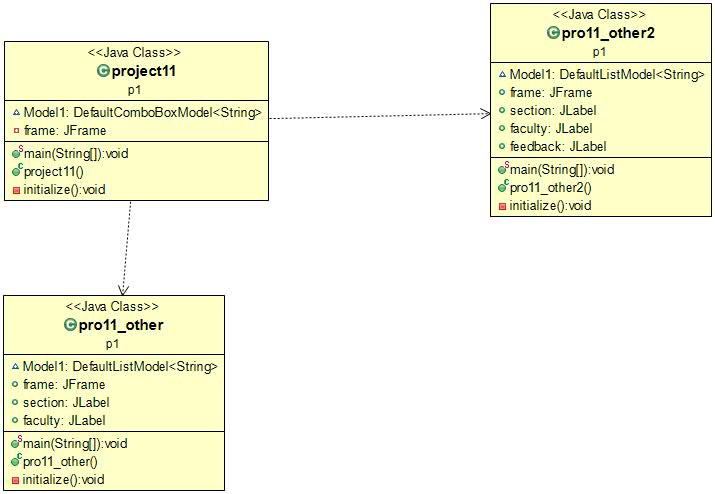 <<Java Class>>
project11
p1
Model1: DefaultComboBoxModel<String>
frame: JFrame
main(String[]):void
project11()
initialize():void
<<Java Class>>
pro11_other2
p1
Model1: DefaultListModel<String>
frame: JFrame
section: JLabel
faculty: JLabel
feedback: JLabel
main(String[]):void
pro11_other2()
initialize():void
<<Java Class>>
pro11_other
p1
Model1: DefaultListModel<String>
frame: JFrame
section: JLabel
faculty: JLabel
main(String[]):void
pro11_other()
initialize():void